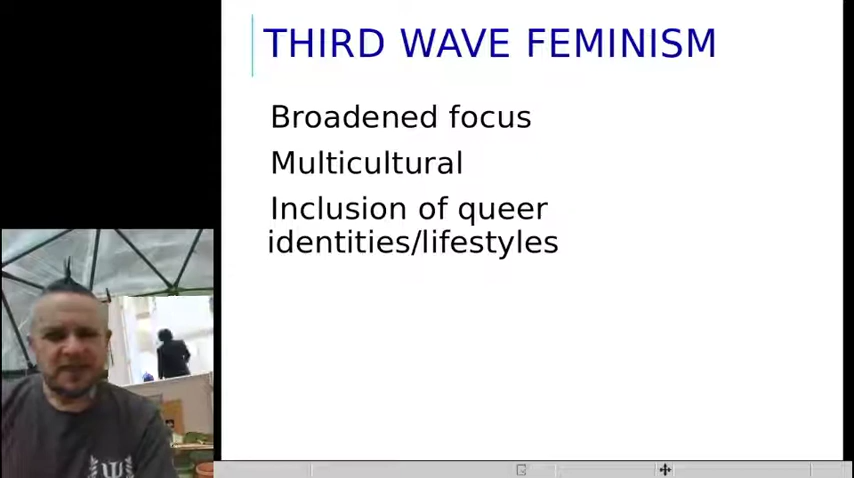 THIRD WAVE FEMINISM
Broadened focus
Multicultural
Inclusion of queer
identities/lifestyles
Ψ